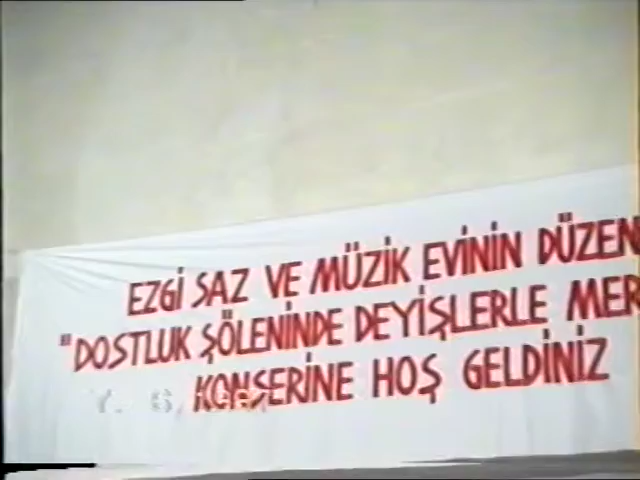 EZGİ SAZ VE MÜZİK EVİNİN DÜZEN
"DOSTLUK ŞÖLENİNDE DEYİŞLERLE MER
KONSERİNE HOŞ GELDİNİZ